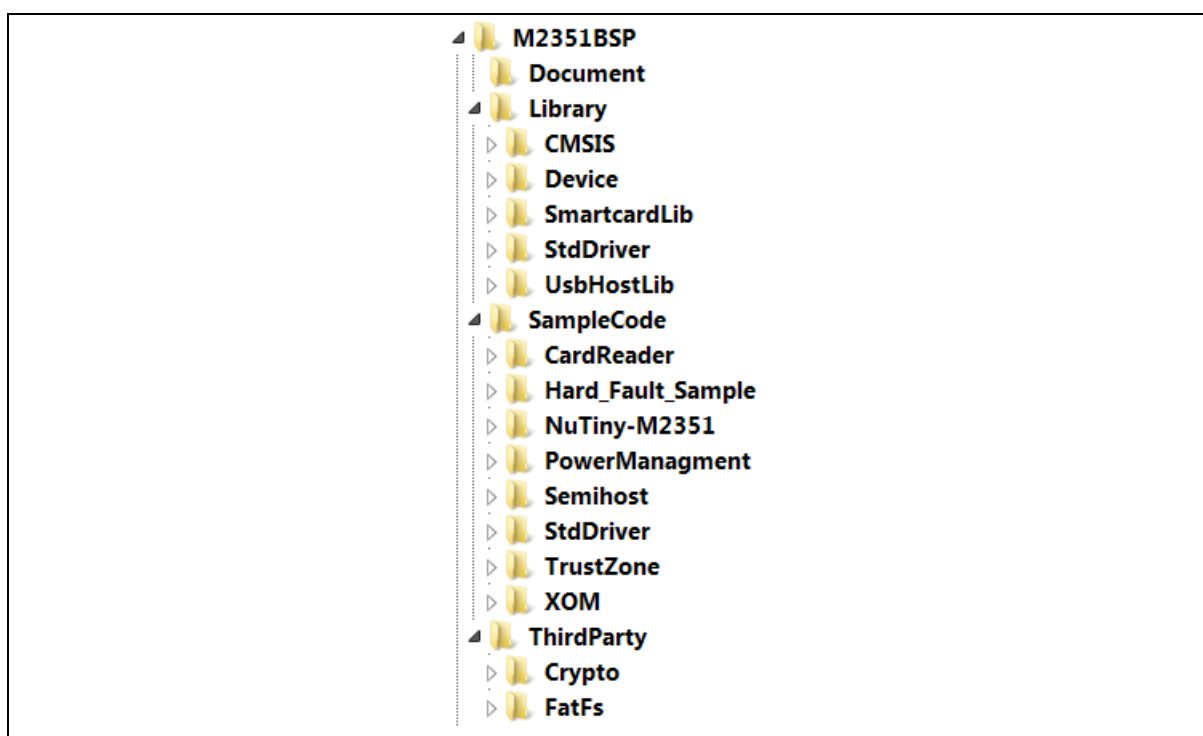 M2351BSP
Document
Library
CMSIS
Device
SmartcardLib
StdDriver
UsbHostLib
SampleCode
CardReader
Hard_Fault_Sample
NuTiny-M2351
PowerManagment
Semihost
StdDriver
TrustZone
XOM
ThirdParty
Crypto
FatFs